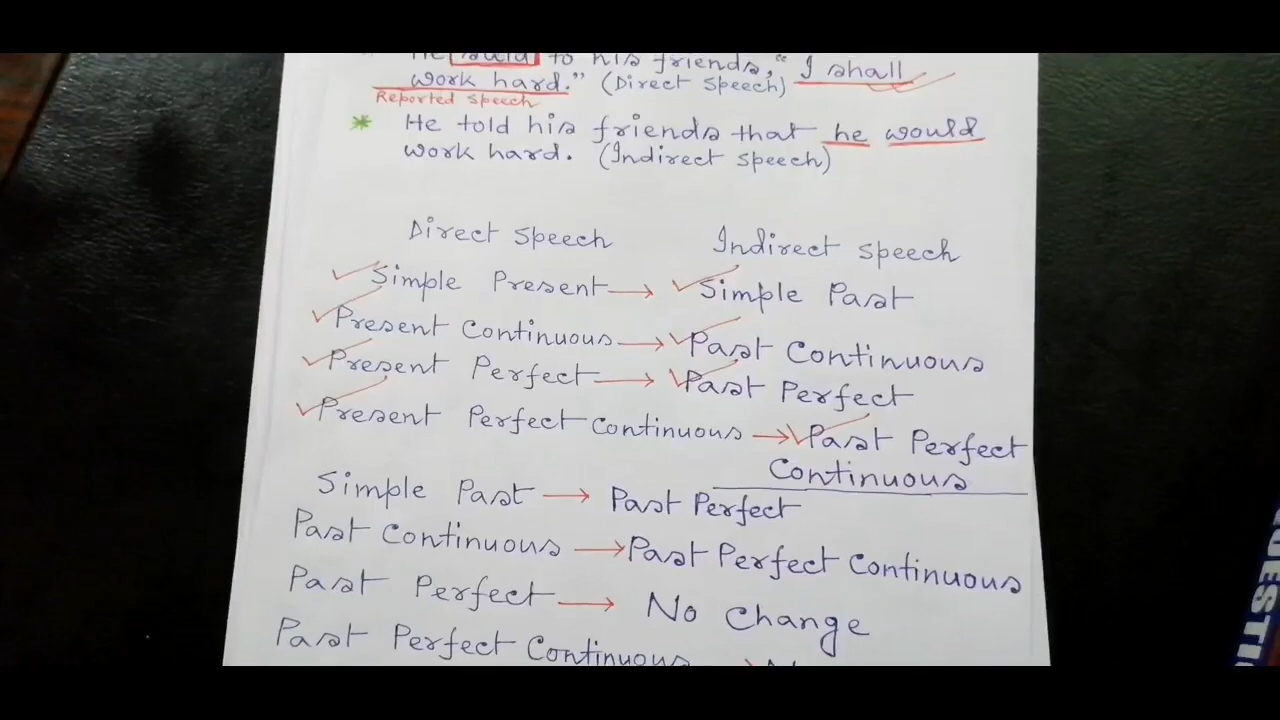 He said to his friends, "I shall
work hard." (Direct speech)
Reported speech
* He told his friends that he would
work hard. (Indirect speech)
Direct speech Indirect speech
✓Simple Present → ✓Simple Past
✓Present Continuous → ✓Past Continuous
✓Present Perfect → ✓Past Perfect
✓Present Perfect Continuous → ✓Past Perfect
Continuous
Simple Past → Past Perfect
Past Continuous → Past Perfect Continuous
Past Perfect → No Change
Past Perfect Continuous →
UESTI